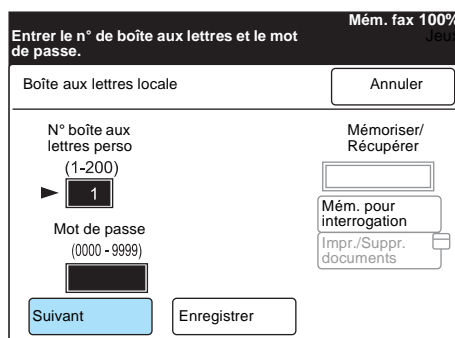 Mém. fax 100%
Entrer le n° de boîte aux lettres et le mot
de passe.
Jeu
Boîte aux lettres locale
Annuler
N° boîte aux
lettres perso
(1-200)
1
Mot de passe
(0000 - 9999)
Mémoriser/
Récupérer
Mém. pour
interrogation
Impr./Suppr.
documents
Suivant
Enregistrer